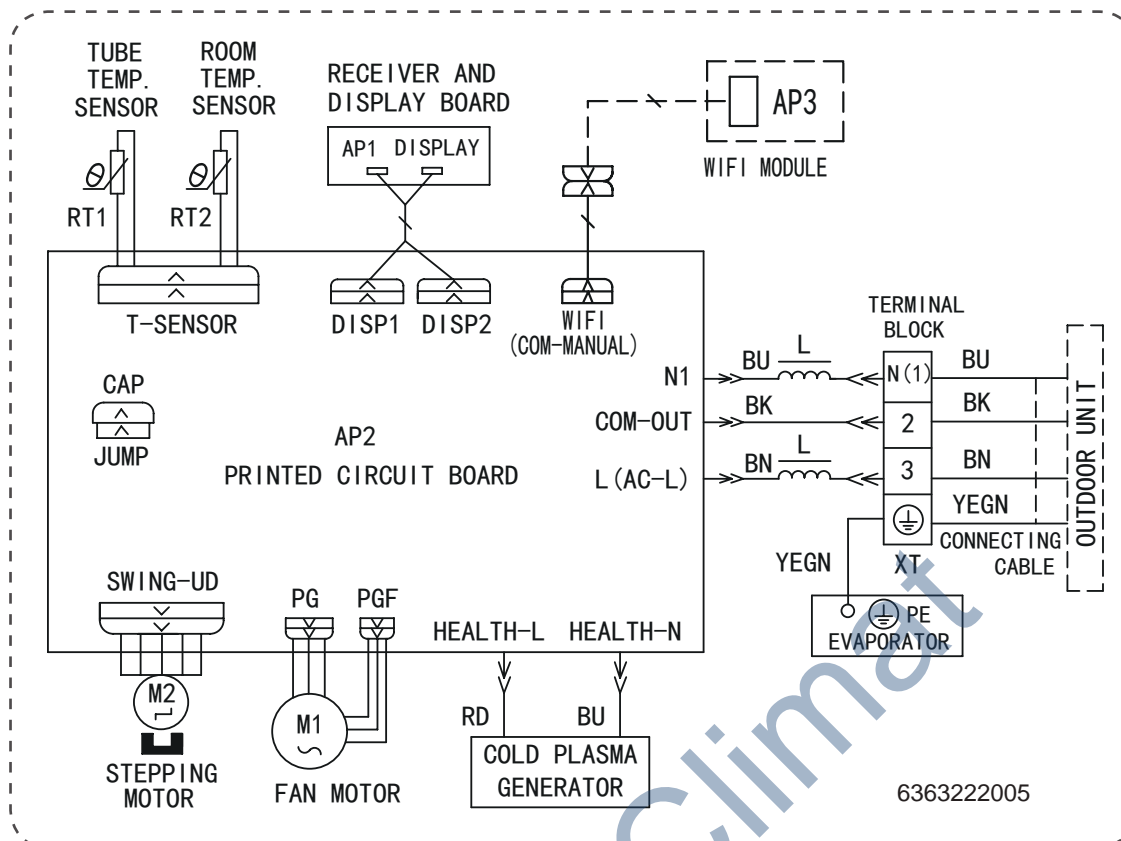 TUBE
TEMP.
SENSOR
ROOM
TEMP.
SENSOR
RECEIVER AND
DISPLAY BOARD
AP1 DISPLAY
AP3
WIFI MODULE
θ
RT1
θ
RT2
T-SENSOR
DISP1
DISP2
WIFI
(COM-MANUAL)
TERMINAL
BLOCK
CAP
JUMP
AP2
PRINTED CIRCUIT BOARD
N1
BU
L
N(1)
BU
COM-OUT
BK
2
BK
L(AC-L)
BN
L
3
BN
YEGN
OUTDOOR UNIT
CONNECTING
CABLE
XT
YEGN
PE
EVAPORATOR
SWING-UD
PG
PGF
HEALTH-L
HEALTH-N
M2
STEPPING
MOTOR
M1
FAN MOTOR
RD
BU
COLD PLASMA
GENERATOR
6363222005
Climat